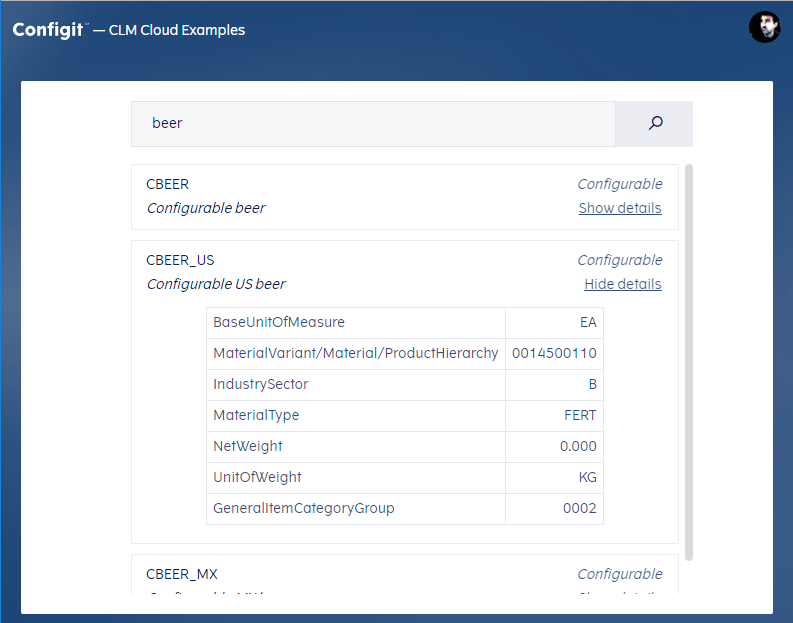 Configit™ — CLM Cloud Examples
beer
CBEER Configurable
Configurable beer Show details
CBEER_US Configurable
Configurable US beer Hide details
BaseUnitOfMeasure EA
MaterialVariant/Material/ProductHierarchy 0014500110
IndustrySector B
MaterialType FERT
NetWeight 0.000
UnitOfWeight KG
GeneralItemCategoryGroup 0002
CBEER_MX Configurable